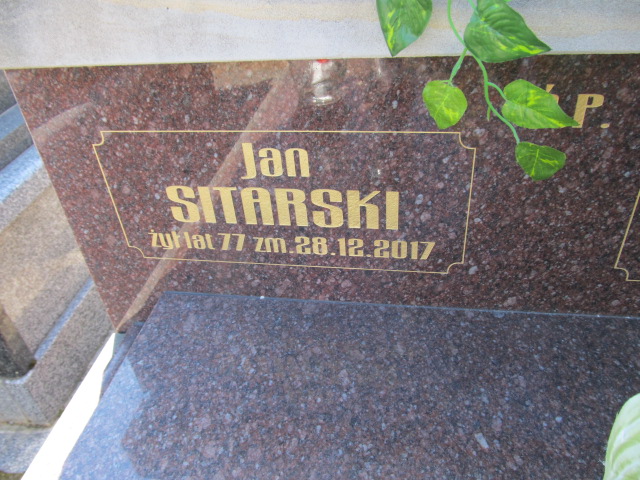 Ś P.
Jan
SITARSKI
żył lat 77 zm. 28.12.2017